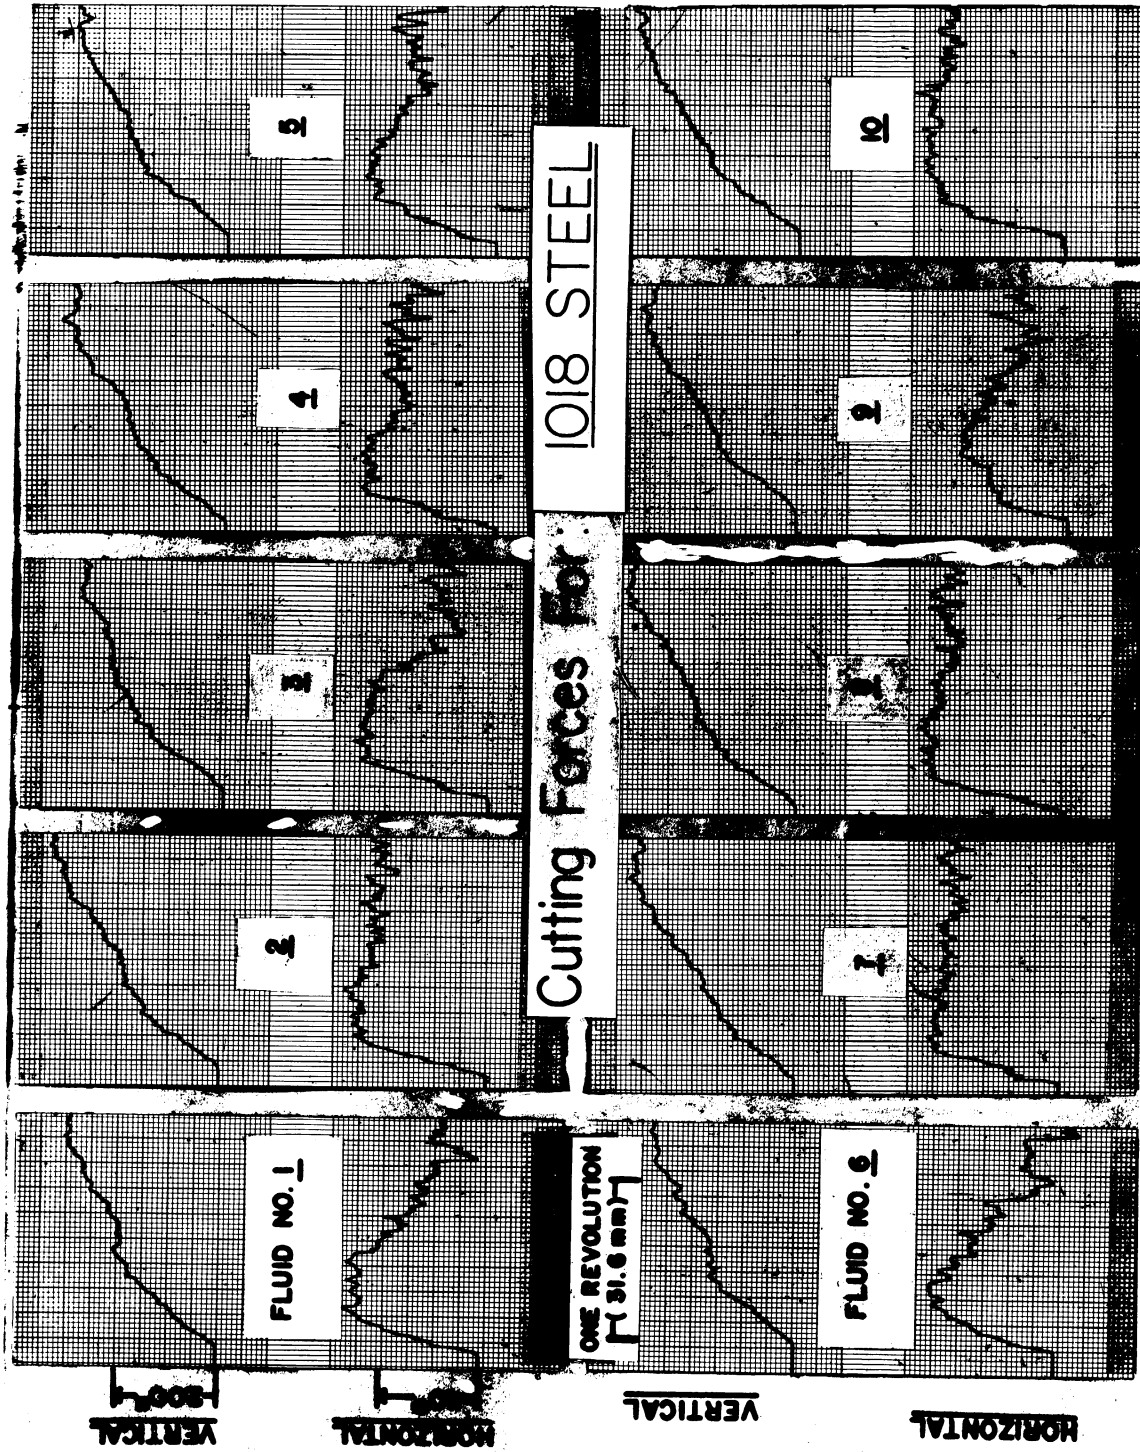 Cutting Forces For:
1018 STEEL
VERTICAL
HORIZONTAL
FLUID NO. 1
2
3
4
5
ONE REVOLUTION
(31.6 mm)
VERTICAL
HORIZONTAL
FLUID NO. 6
7
8
9
10